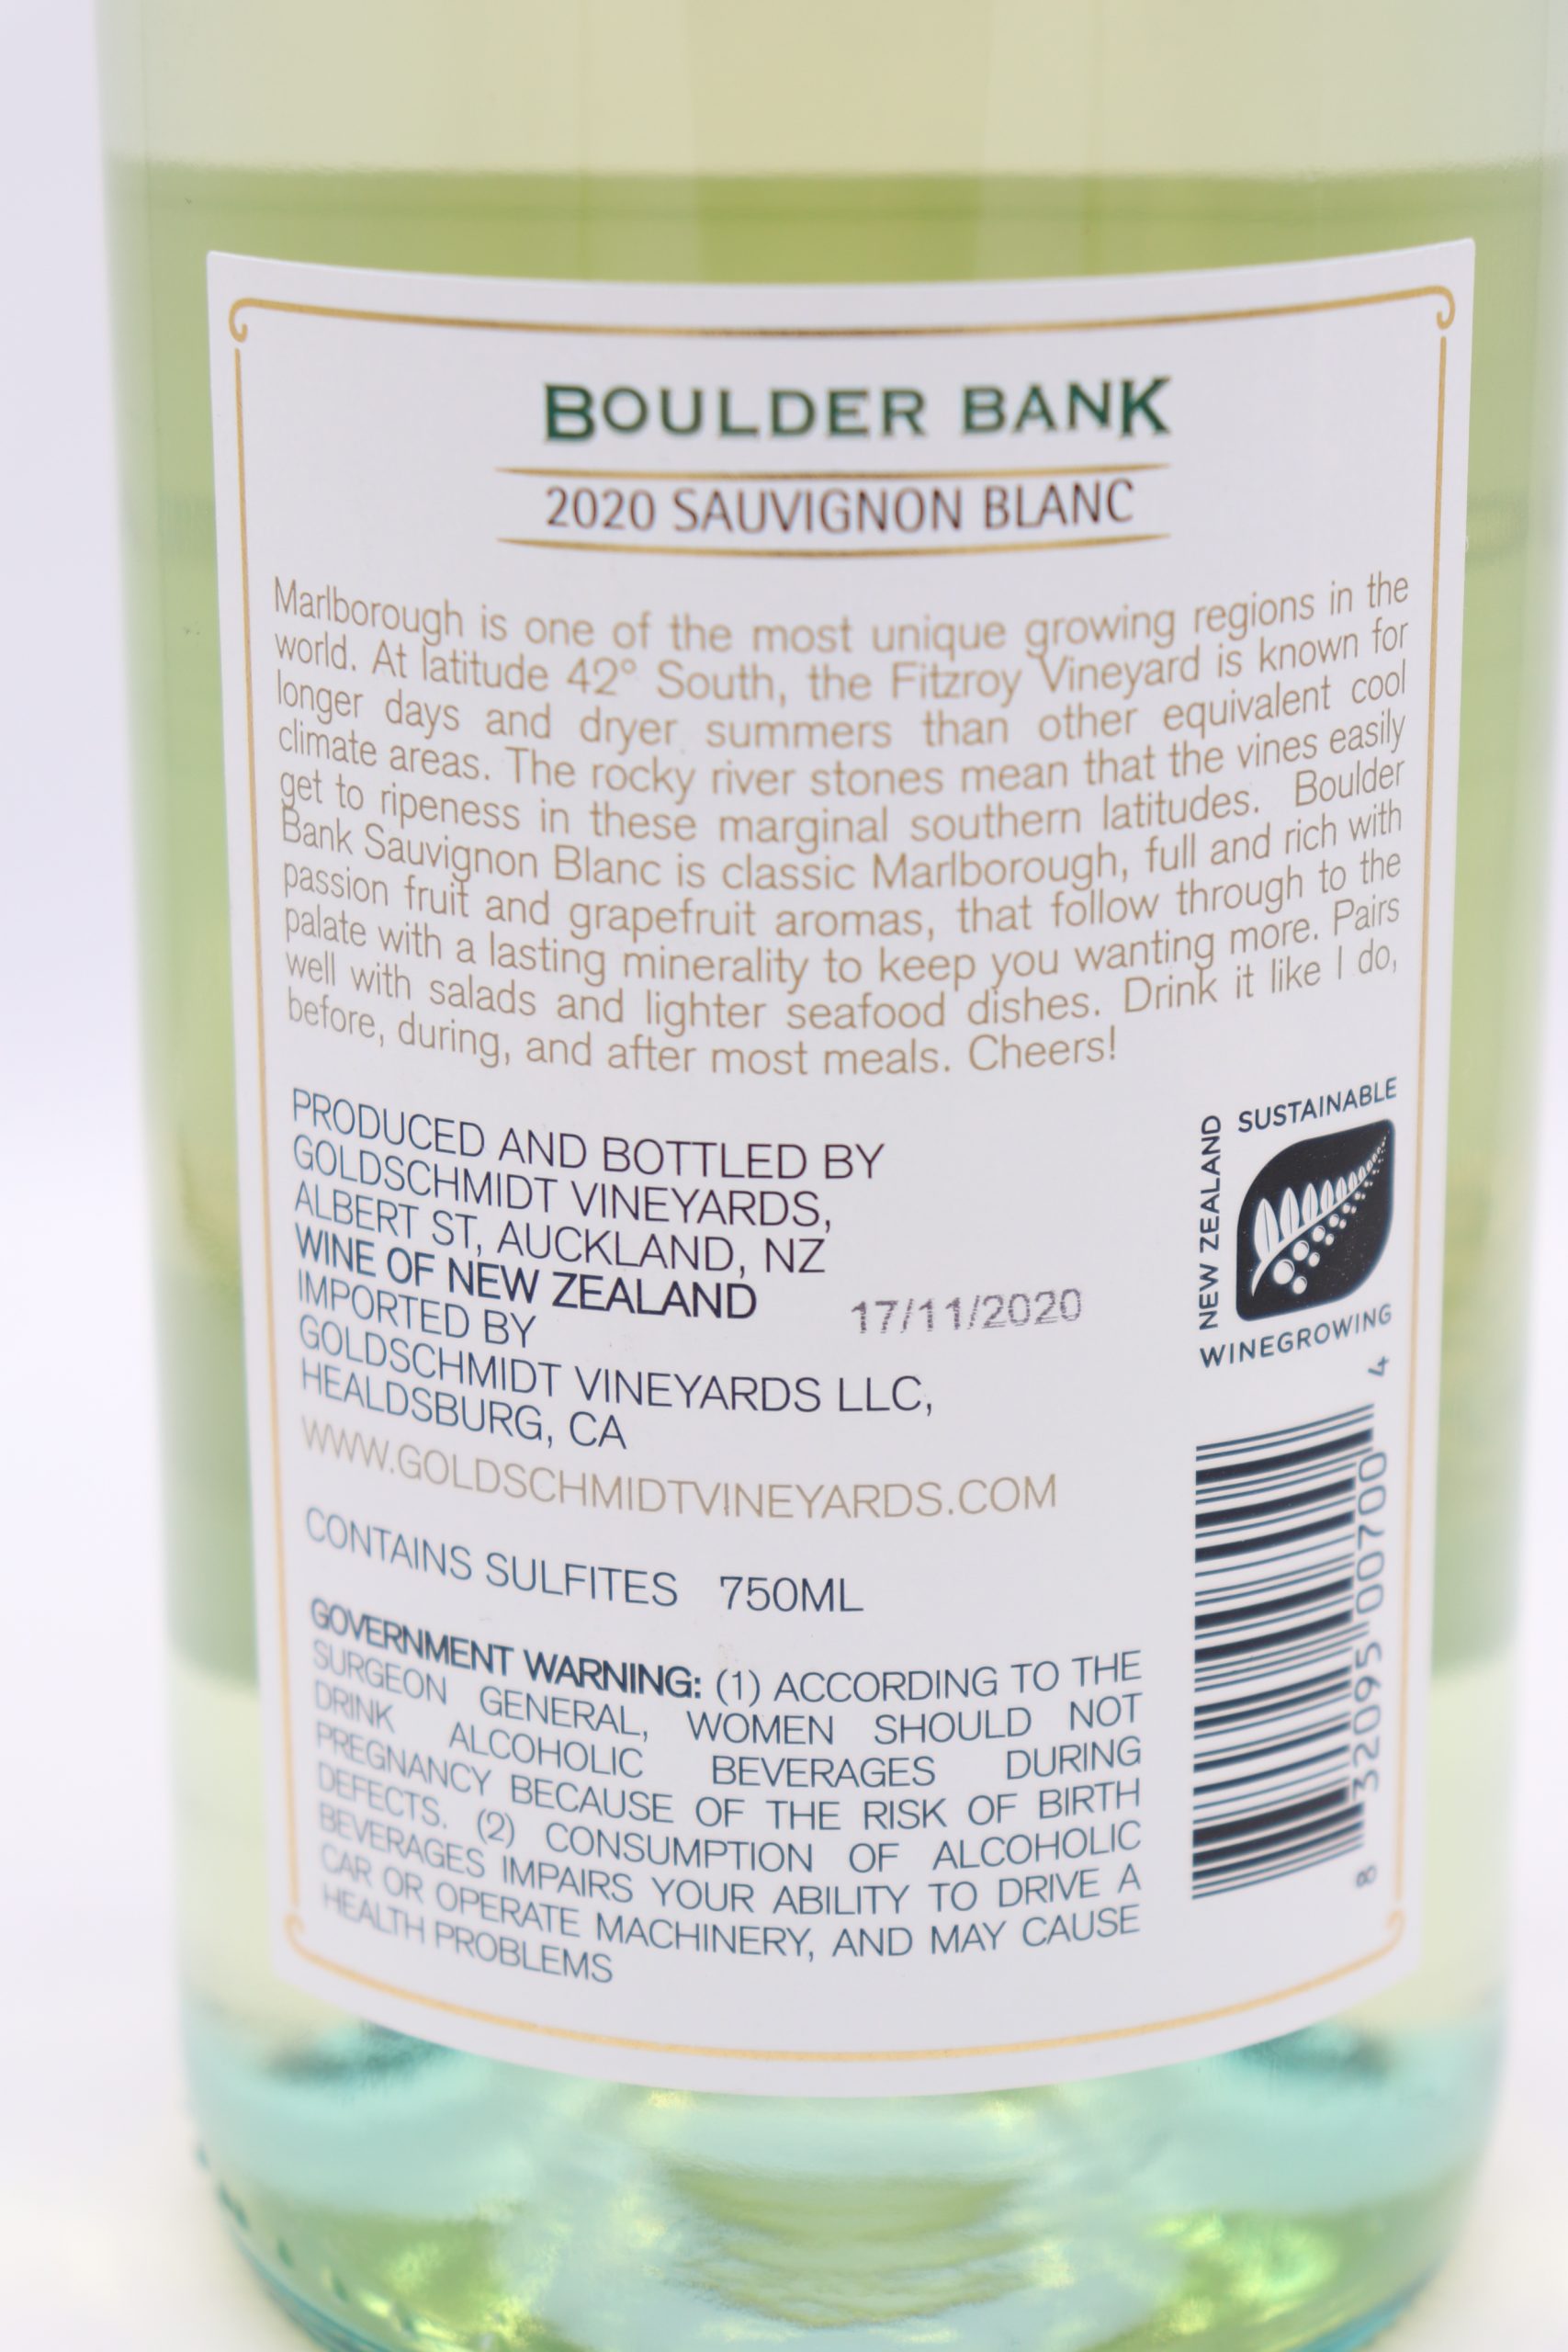 BOULDER BANK
2020 SAUVIGNON BLANC
Marlborough is one of the most unique growing regions in the
world. At latitude 42° South, the Fitzroy Vineyard is known for
longer days and dryer summers than other equivalent cool
climate areas. The rocky river stones mean that the vines easily
get to ripeness in these marginal southern latitudes. Boulder
Bank Sauvignon Blanc is classic Marlborough, full and rich with
passion fruit and grapefruit aromas, that follow through to the
palate with a lasting minerality to keep you wanting more. Pairs
well with salads and lighter seafood dishes. Drink it like I do,
before, during, and after most meals. Cheers!
PRODUCED AND BOTTLED BY
GOLDSCHMIDT VINEYARDS,
ALBERT ST, AUCKLAND, NZ
WINE OF NEW ZEALAND
17/11/2020
IMPORTED BY
GOLDSCHMIDT VINEYARDS LLC,
HEALDSBURG, CA
WWW.GOLDSCHMIDTVINEYARDS.COM
CONTAINS SULFITES 750ML
GOVERNMENT WARNING: (1) ACCORDING TO THE
SURGEON GENERAL, WOMEN SHOULD NOT
DRINK ALCOHOLIC BEVERAGES DURING
PREGNANCY BECAUSE OF THE RISK OF BIRTH
DEFECTS. (2) CONSUMPTION OF ALCOHOLIC
BEVERAGES IMPAIRS YOUR ABILITY TO DRIVE A
CAR OR OPERATE MACHINERY, AND MAY CAUSE
HEALTH PROBLEMS
SUSTAINABLE
NEW ZEALAND
WINEGROWING
8 32095 00700 4